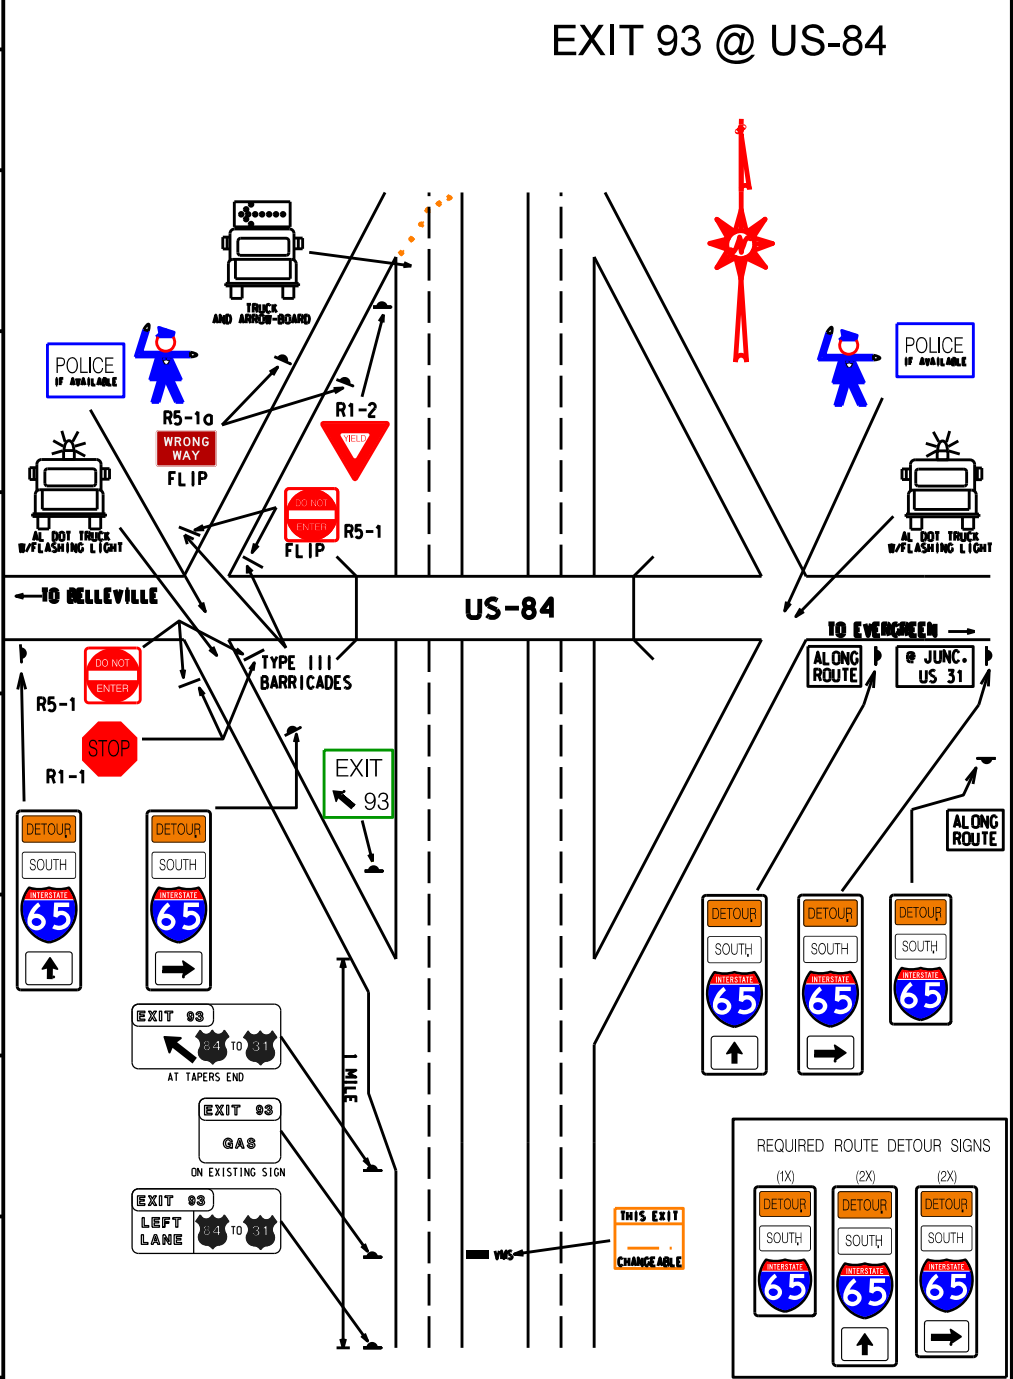 EXIT 93 @ US-84
N
TRUCK
AND ARROW-BOARD
POLICE
IF AVAILABLE
POLICE
IF AVAILABLE
R5-1a
WRONG
WAY
FLIP
R1-2
YIELD
AL DOT TRUCK
W/FLASHING LIGHT
DO NOT
ENTER
R5-1
FLIP
AL DOT TRUCK
W/FLASHING LIGHT
TO BELLEVILLE
US-84
TO EVERGREEN
DO NOT
ENTER
R5-1
TYPE III
BARRICADES
ALONG
ROUTE
@ JUNC.
US 31
STOP
R1-1
EXIT
93
DETOUR
SOUTH
INTERSTATE
65
DETOUR
SOUTH
INTERSTATE
65
ALONG
ROUTE
DETOUR
SOUTH
INTERSTATE
65
DETOUR
SOUTH
INTERSTATE
65
DETOUR
SOUTH
INTERSTATE
65
EXIT 93
84 TO 31
AT TAPERS END
1 MILE
EXIT 93
GAS
ON EXISTING SIGN
EXIT 93
LEFT
LANE
84 TO 31
VMS
THIS EXIT
CHANGEABLE
REQUIRED ROUTE DETOUR SIGNS
(1X) (2X) (2X)
DETOUR
SOUTH
INTERSTATE
65
DETOUR
SOUTH
INTERSTATE
65
DETOUR
SOUTH
INTERSTATE
65